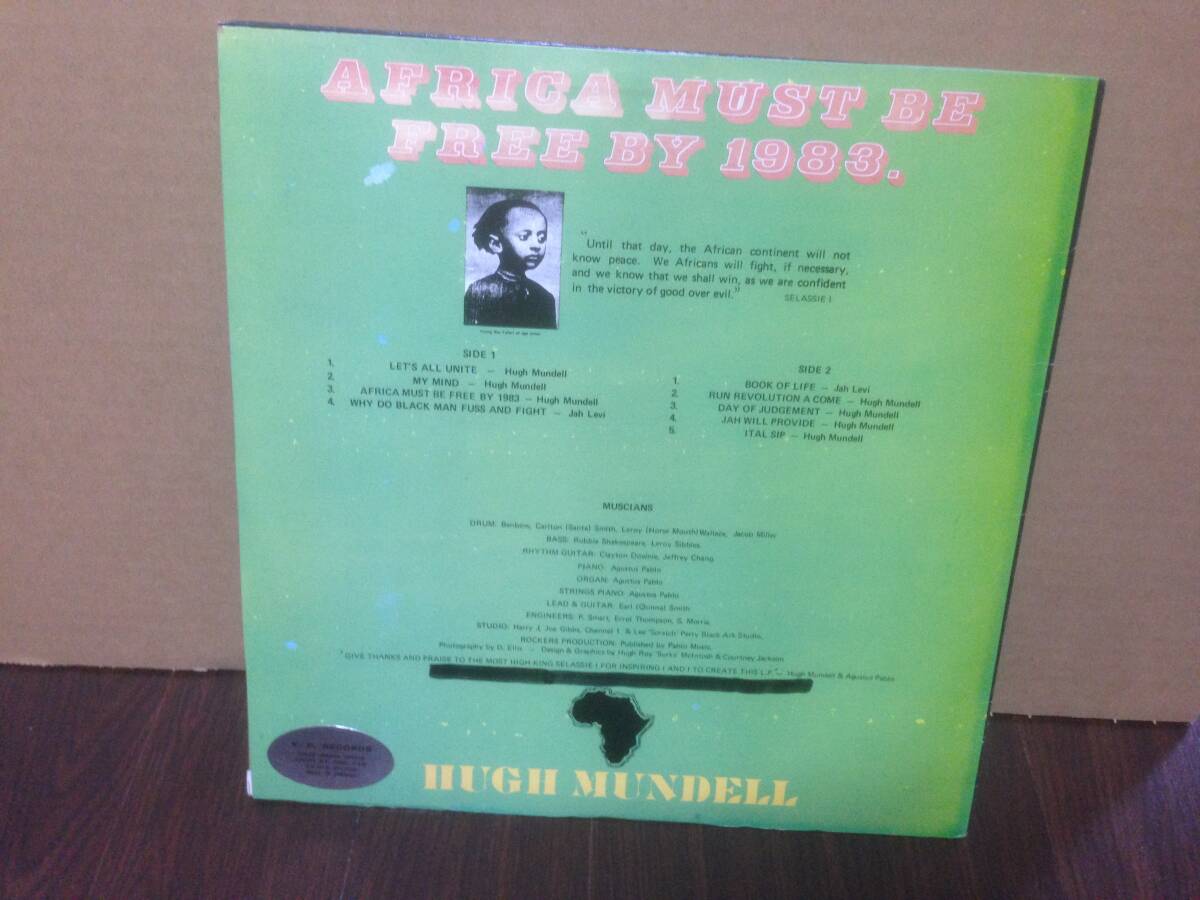 AFRICA MUST BE
FREE BY 1983.
"Until that day, the African continent will not
know peace. We Africans will fight, if necessary,
and we know that we shall win, as we are confident
in the victory of good over evil."
SELASSIE I
SIDE 1
1. LET'S ALL UNITE — Hugh Mundell
2. MY MIND — Hugh Mundell
3. AFRICA MUST BE FREE BY 1983 — Hugh Mundell
4. WHY DO BLACK MAN FUSS AND FIGHT — Jah Levi
SIDE 2
1. BOOK OF LIFE — Jah Levi
2. RUN REVOLUTION A COME — Hugh Mundell
3. DAY OF JUDGEMENT — Hugh Mundell
4. JAH WILL PROVIDE — Hugh Mundell
5. ITAL SIP — Hugh Mundell
MUSCIANS
DRUM: Benbow, Carlton (Santa) Smith, Leroy (Horse Mouth) Wallace, Jacob Miller
BASS: Robbie Shakespeare, Leroy Sibbles
RHYTHM GUITAR: Clayton Downie, Jeffrey Chang
PIANO: Agustus Pablo
ORGAN: Agustus Pablo
STRINGS PIANO: Agustus Pablo
LEAD & GUITAR: Earl Smith
ENGINEERS: P. Smart, Errol Thompson, S. Morris
STUDIO: Harry J, Joe Gibbs, Channel 1, & Lee 'Scratch' Perry Black Ark Studio,
ROCKERS PRODUCTION: Published by Pablo Music,
Photography by D. Ellis — Design & Graphics by Hugh Roy McIntosh & Courtney Jackson
"GIVE THANKS AND PRAISE TO THE MOST HIGH KING SELASSIE I FOR INSPIRING I AND I TO CREATE THIS L.P." — Hugh Mundell & Agustus Pablo
HUGH MUNDELL
RECORDS